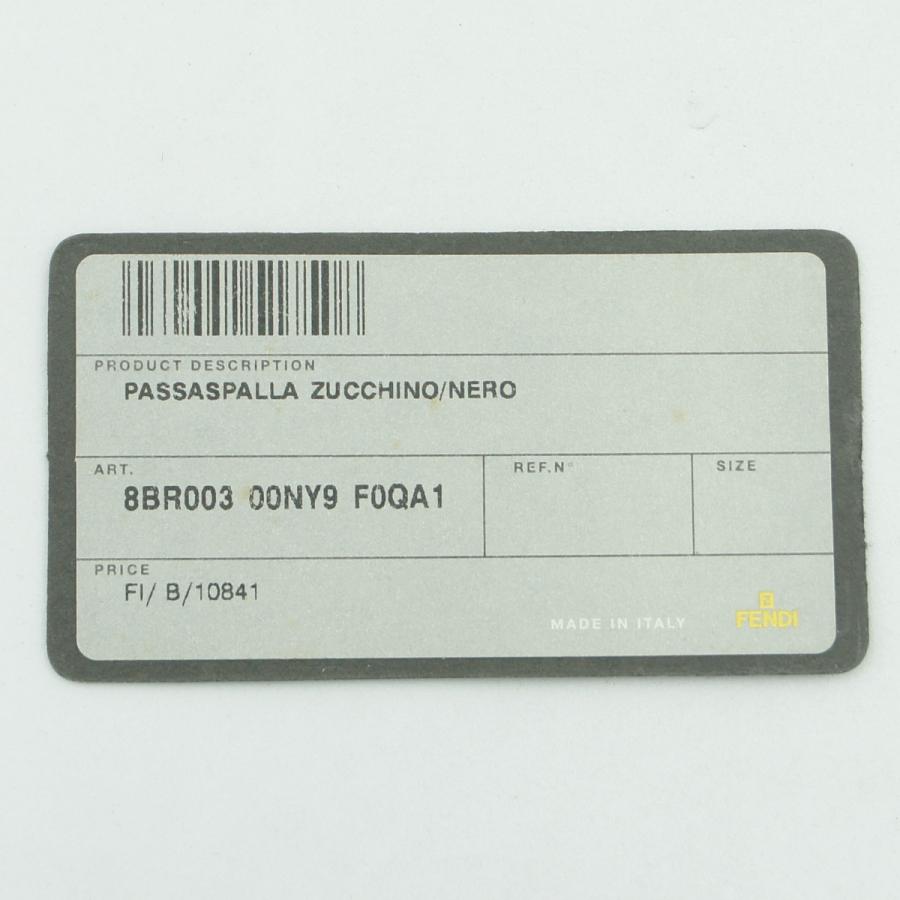 PRODUCT DESCRIPTION
PASSASPALLA ZUCCHINO/NERO
ART.
8BR003 00NY9 F0QA1
REF.N°
SIZE
PRICE
FI/ B/10841
MADE IN ITALY
FENDI